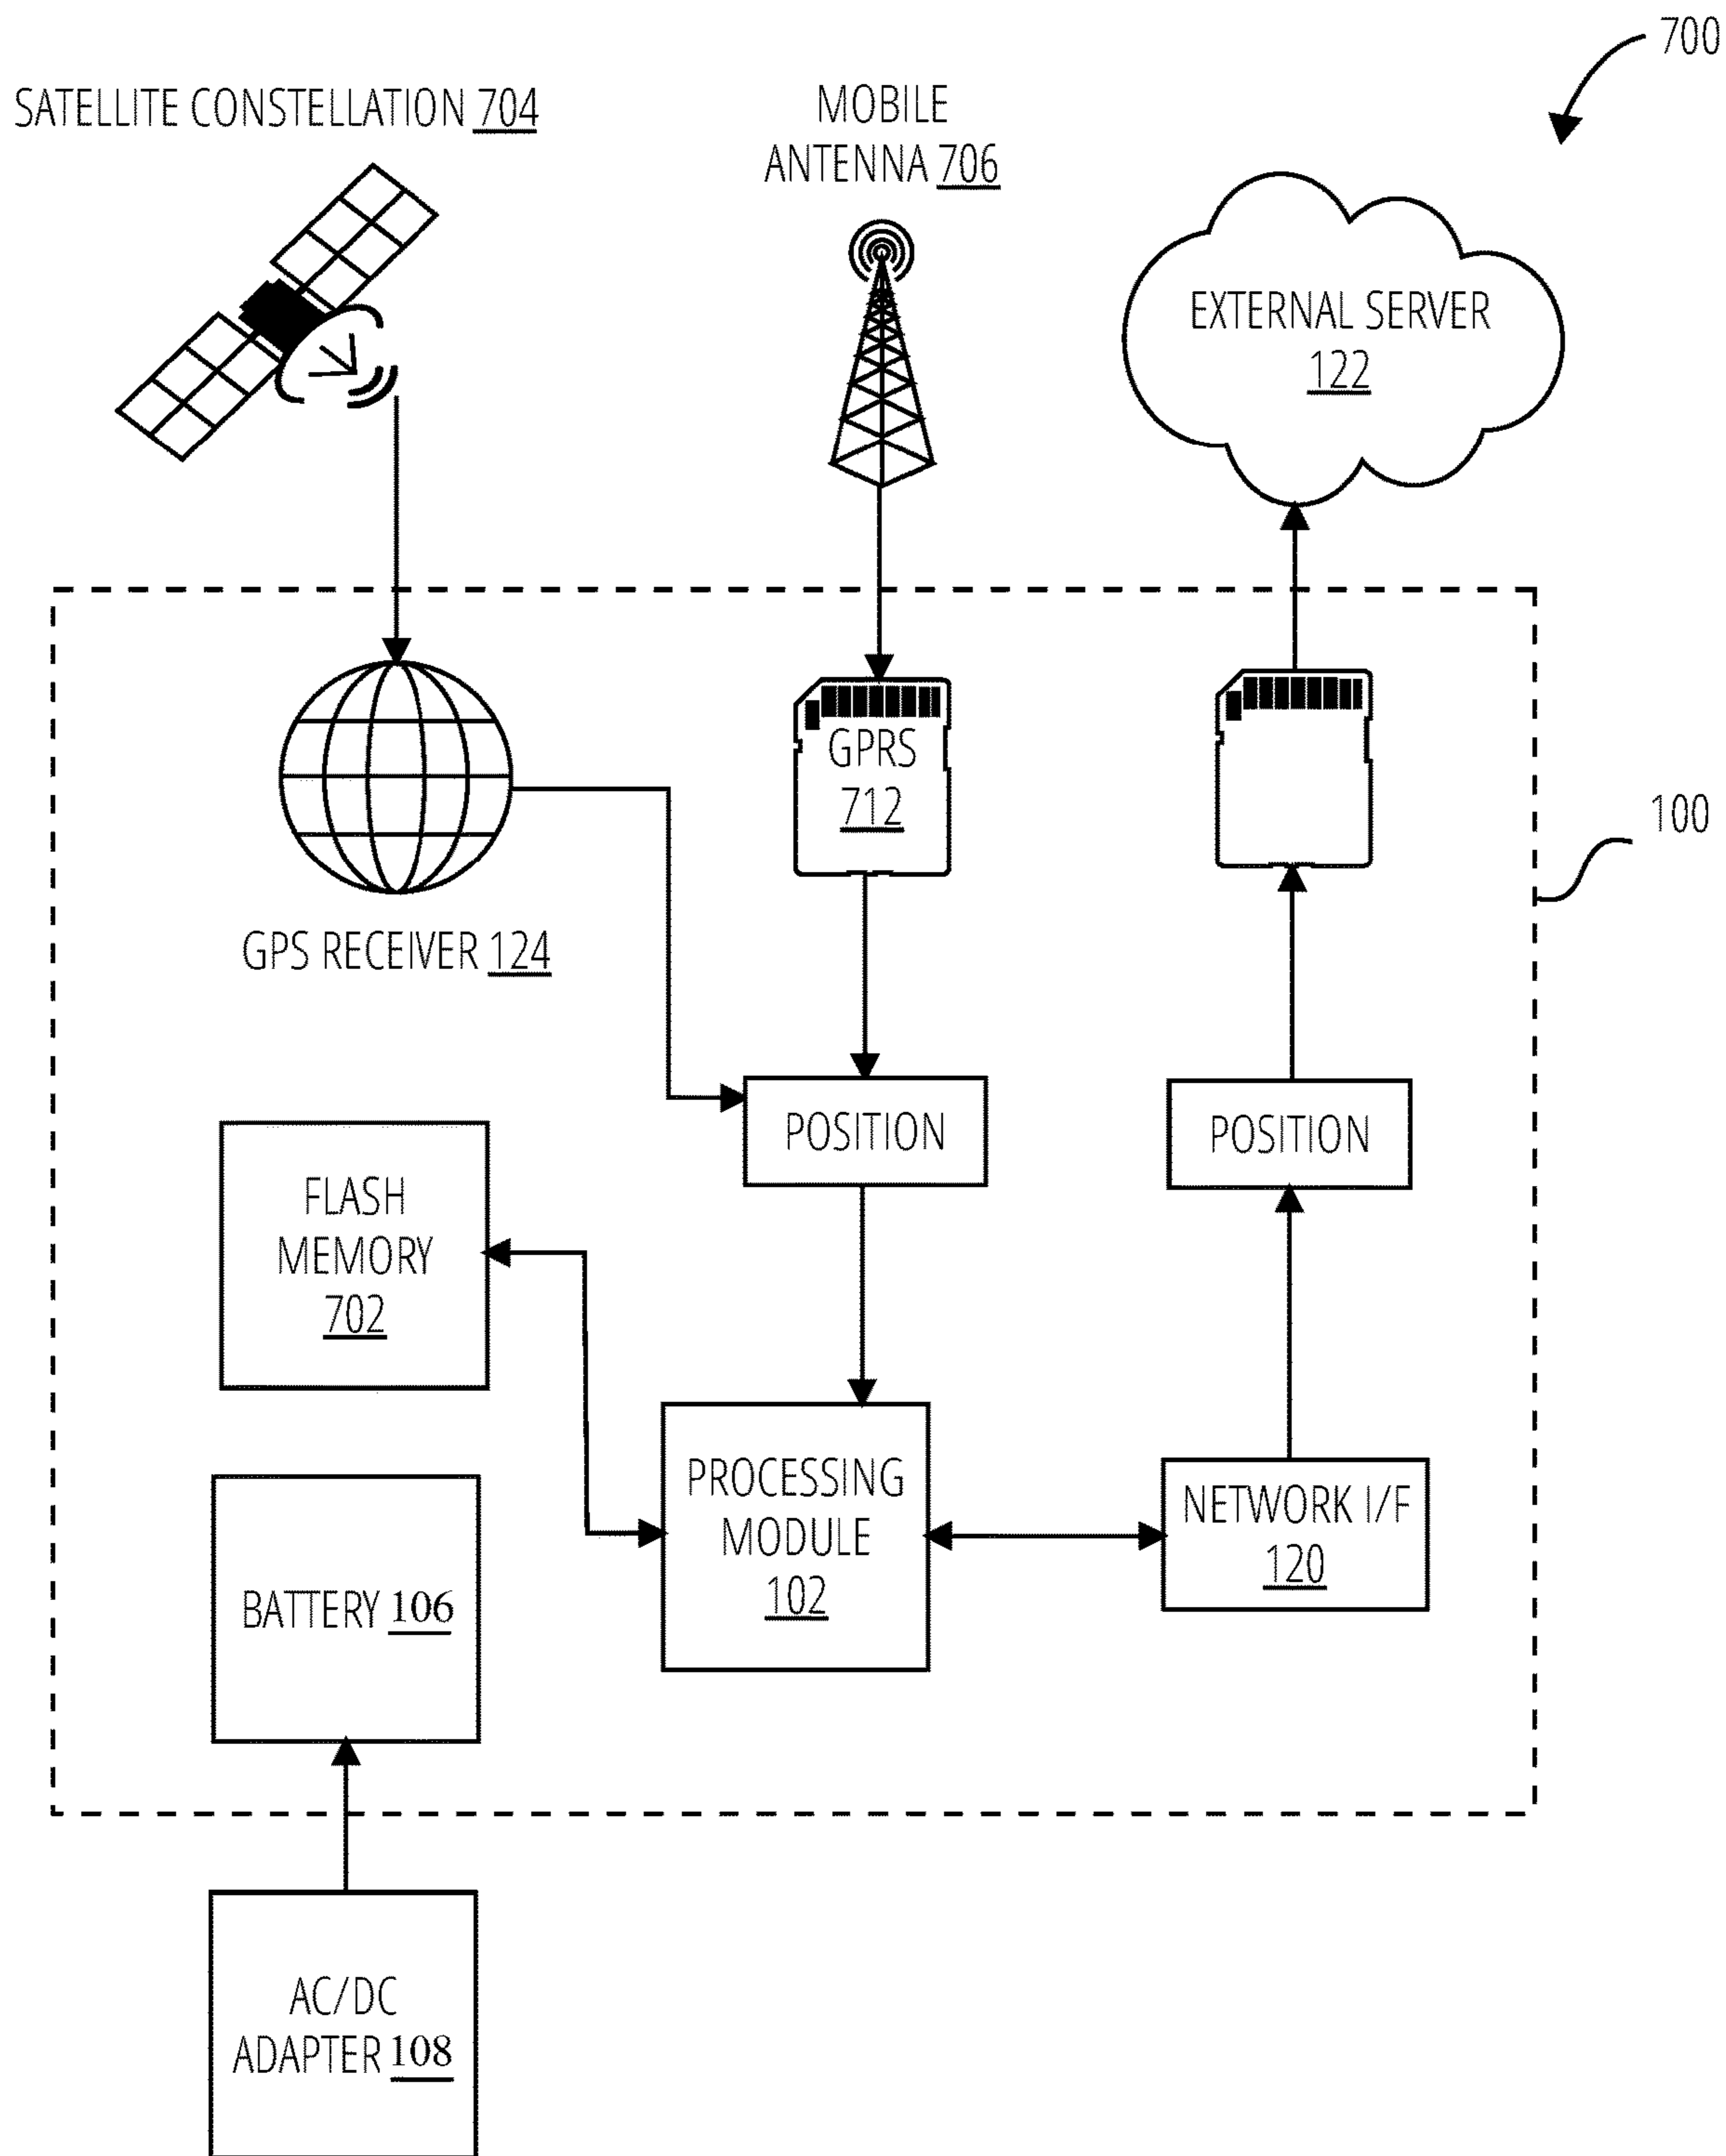 700
SATELLITE CONSTELLATION 704
MOBILE
ANTENNA 706
EXTERNAL SERVER
122
GPRS
712
100
GPS RECEIVER 124
POSITION
POSITION
FLASH
MEMORY
702
PROCESSING
MODULE
102
NETWORK I/F
120
BATTERY 106
AC/DC
ADAPTER 108